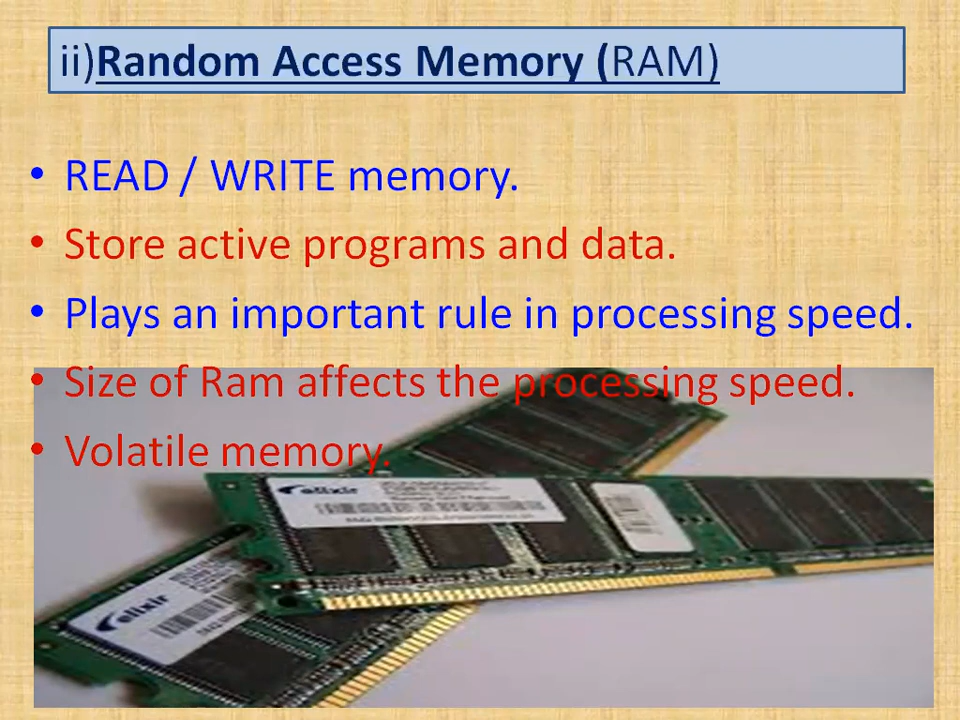 ii)Random Access Memory (RAM)
• READ / WRITE memory.
• Store active programs and data.
• Plays an important rule in processing speed.
• Size of Ram affects the processing speed.
• Volatile memory.
elixir
elixir